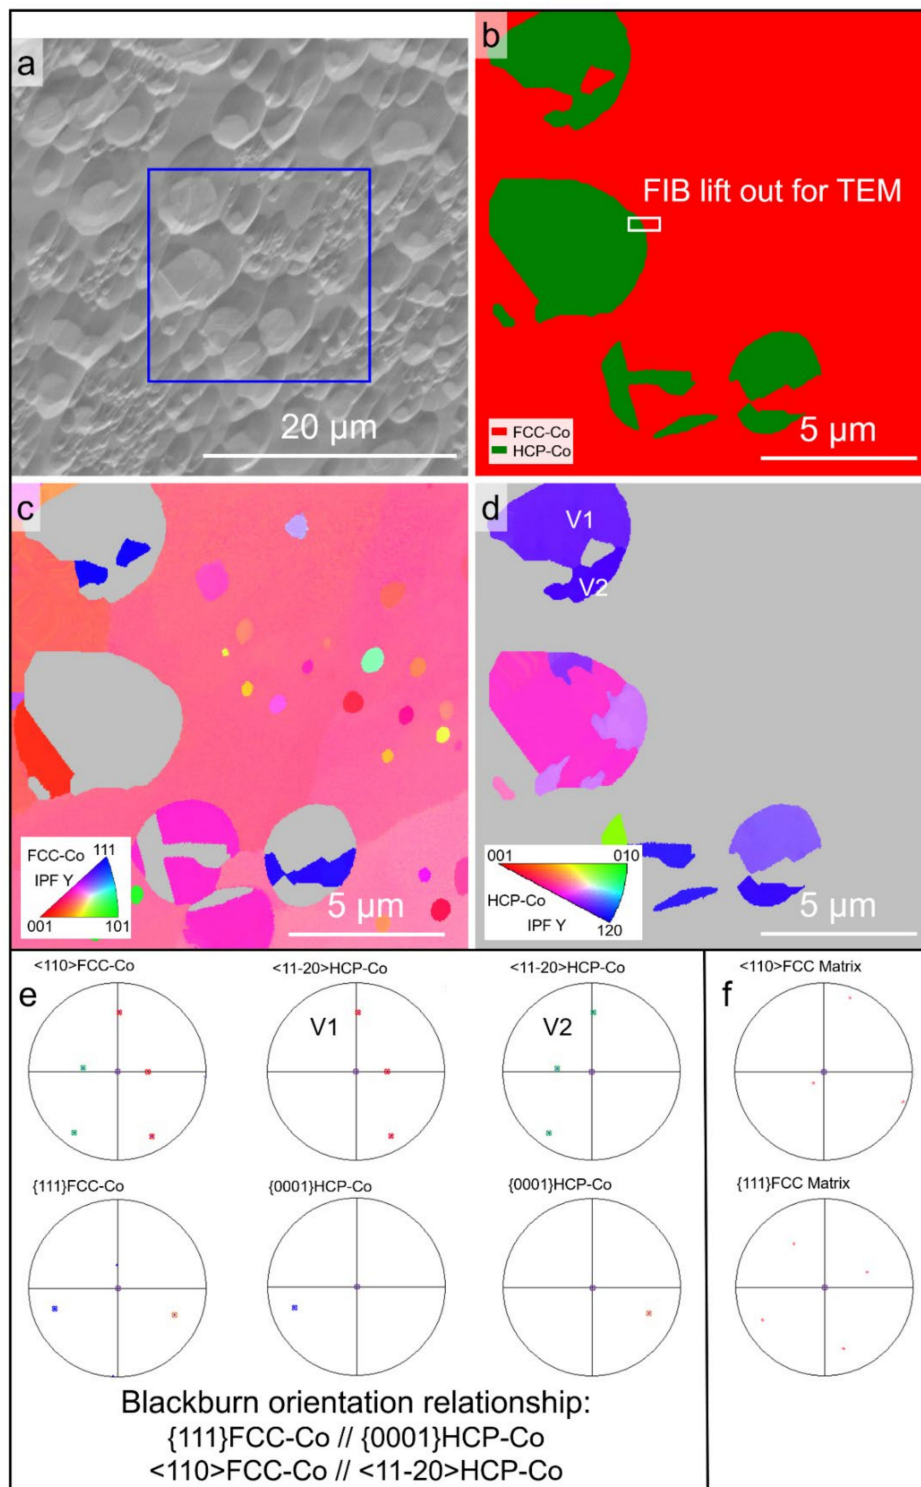 a
20 μm
b
FIB lift out for TEM
FCC-Co
HCP-Co
5 μm
c
FCC-Co 111
IPF Y
001 101
5 μm
d
V1
V2
001 010
HCP-Co
IPF Y
120
5 μm
e
<110>FCC-Co
<11-20>HCP-Co
V1
<11-20>HCP-Co
V2
{111}FCC-Co
{0001}HCP-Co
{0001}HCP-Co
Blackburn orientation relationship:
{111}FCC-Co // {0001}HCP-Co
<110>FCC-Co // <11-20>HCP-Co
f
<110>FCC Matrix
{111}FCC Matrix